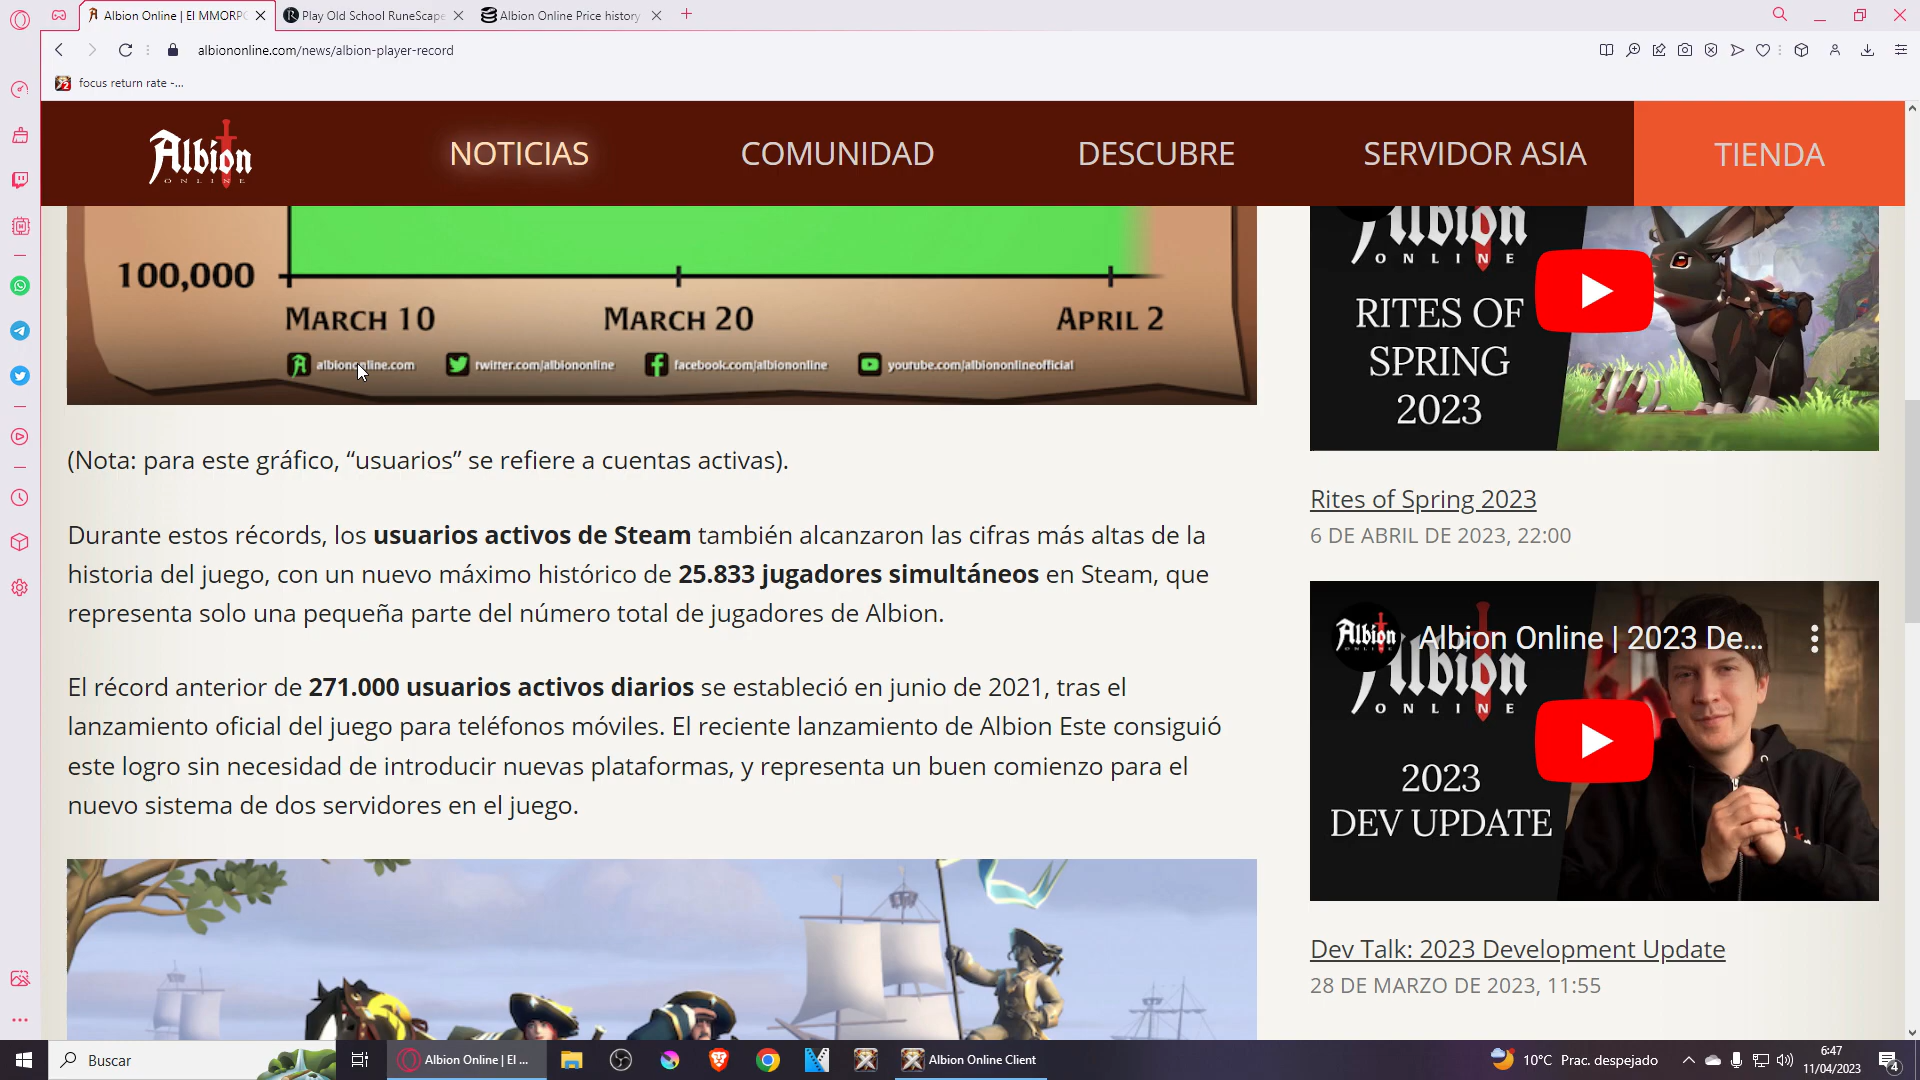 Albion Online | El MMORPG
Play Old School RuneScape
Albion Online Price history
albiononline.com/news/albion-player-record
focus return rate -...
Albion
ONLINE
NOTICIAS
COMUNIDAD
DESCUBRE
SERVIDOR ASIA
TIENDA
100,000
MARCH 10
MARCH 20
APRIL 2
albiononline.com
twitter.com/albiononline
facebook.com/albiononline
youtube.com/albiononlineofficial
(Nota: para este gráfico, “usuarios” se refiere a cuentas activas).
Durante estos récords, los usuarios activos de Steam también alcanzaron las cifras más altas de la
historia del juego, con un nuevo máximo histórico de 25.833 jugadores simultáneos en Steam, que
representa solo una pequeña parte del número total de jugadores de Albion.
El récord anterior de 271.000 usuarios activos diarios se estableció en junio de 2021, tras el
lanzamiento oficial del juego para teléfonos móviles. El reciente lanzamiento de Albion Este consiguió
este logro sin necesidad de introducir nuevas plataformas, y representa un buen comienzo para el
nuevo sistema de dos servidores en el juego.
Albion
ONLINE
RITES OF
SPRING
2023
Rites of Spring 2023
6 DE ABRIL DE 2023, 22:00
Albion
Albion Online | 2023 De...
Albion
ONLINE
2023
DEV UPDATE
Dev Talk: 2023 Development Update
28 DE MARZO DE 2023, 11:55
Buscar
Albion Online | El ...
Albion Online Client
10°C Prac. despejado
6:47
11/04/2023
4